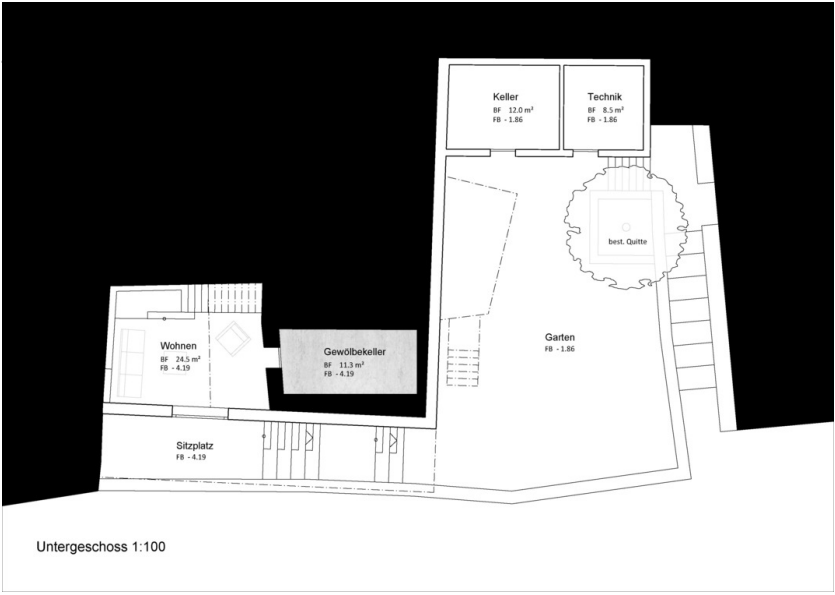 Keller
BF 12.0 m²
FB - 1.86
Technik
BF 8.5 m²
FB - 1.86
best. Quitte
Wohnen
BF 24.5 m²
FB - 4.19
Gewölbekeller
BF 11.3 m²
FB - 4.19
Garten
FB - 1.86
Sitzplatz
FB - 4.19
Untergeschoss 1:100